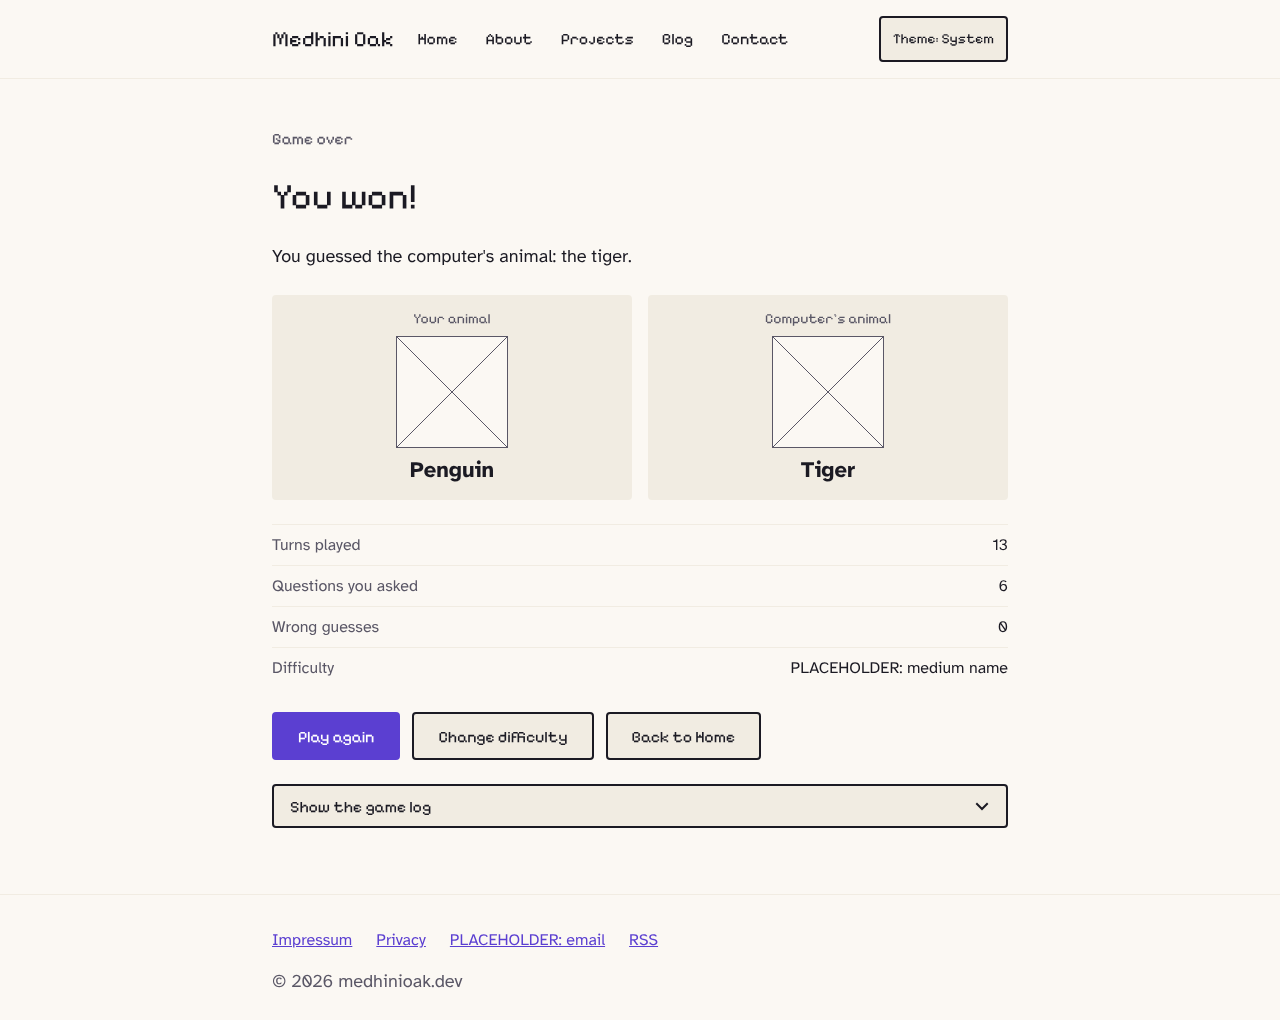 Medhini Oak Home About Projects Blog Contact Theme: System
Game over
You won!
You guessed the computer's animal: the tiger.
Your animal
Penguin
Computer's animal
Tiger
Turns played 13
Questions you asked 6
Wrong guesses 0
Difficulty PLACEHOLDER: medium name
Play again Change difficulty Back to Home
Show the game log
Impressum Privacy PLACEHOLDER: email RSS
© 2026 medhinioak.dev